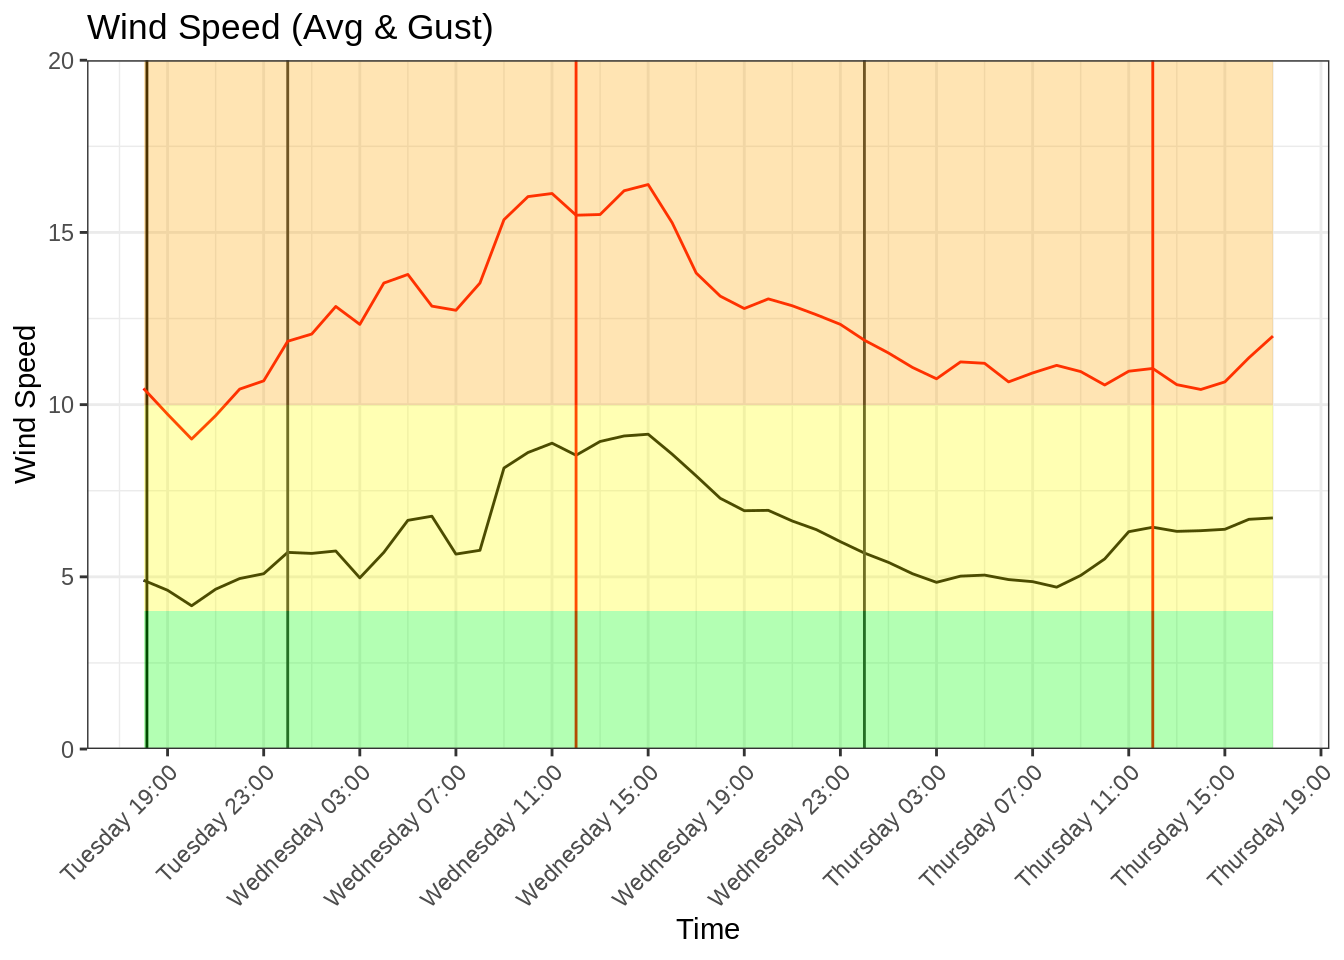 Wind Speed (Avg & Gust)
20
15
10
5
0
Wind Speed
Tuesday 19:00
Tuesday 23:00
Wednesday 03:00
Wednesday 07:00
Wednesday 11:00
Wednesday 15:00
Wednesday 19:00
Wednesday 23:00
Thursday 03:00
Thursday 07:00
Thursday 11:00
Thursday 15:00
Thursday 19:00
Time